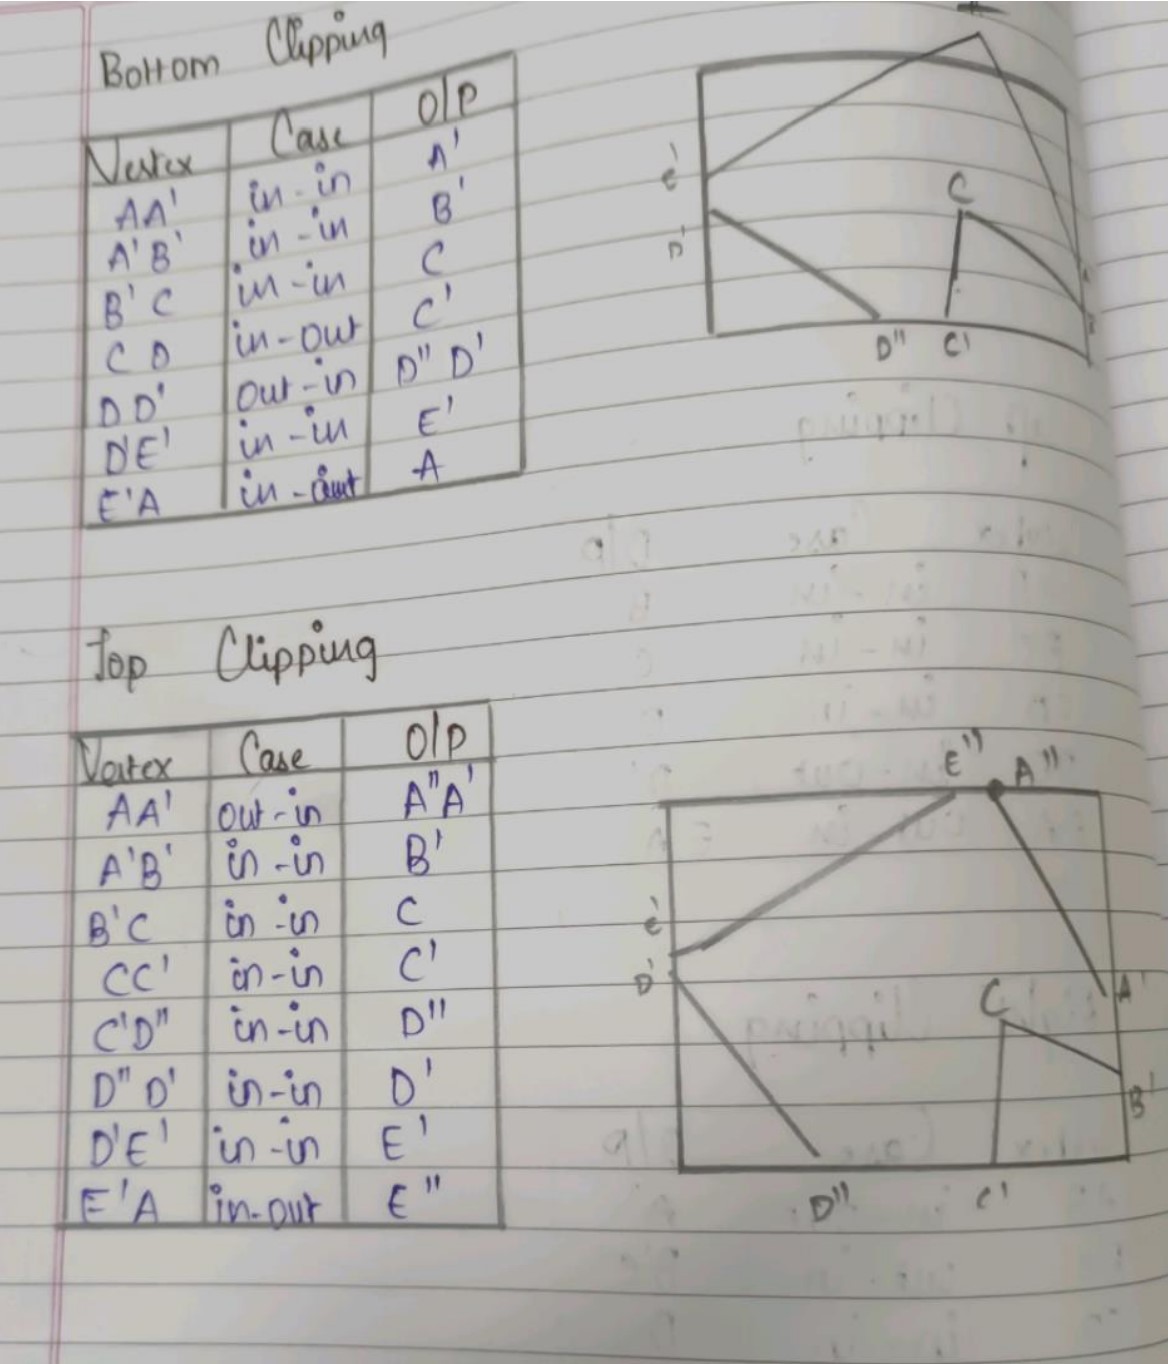 Bottom Clipping
Vertex Case O/P
AA' in-in A'
A'B' in-in B'
B'C in-in C
CD in-out C'
DD' out-in D" D'
D'E' in-in E'
E'A in-out A
E'
D'
C
D" C'
Top Clipping
Vertex Case O/P
AA' out-in A"A'
A'B' in-in B'
B'C in-in C
CC' in-in C'
C'D" in-in D"
D" D' in-in D'
D'E' in-in E'
E'A in-out E"
E" A"
E'
D'
C A'
B'
D" C'